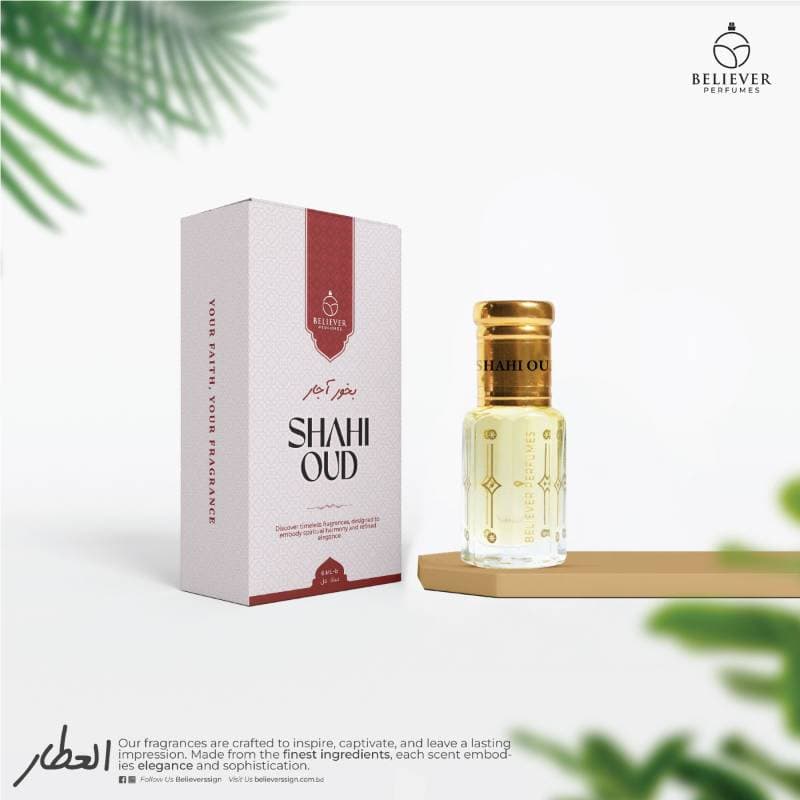 BELIEVER
PERFUMES
BELIEVER
PERFUMES
YOUR FAITH, YOUR FRAGRANCE
بخور آجار
SHAHI
OUD
Discover timeless fragrances, designed to
embody spiritual harmony and refined
elegance.
SHAHI OU
BELIEVER PERFUMES
العطار
Our fragrances are crafted to inspire, captivate, and leave a lasting
impression. Made from the finest ingredients, each scent embod-
ies elegance and sophistication.
Follow Us Believerssign Visit Us believerssign.com.bd